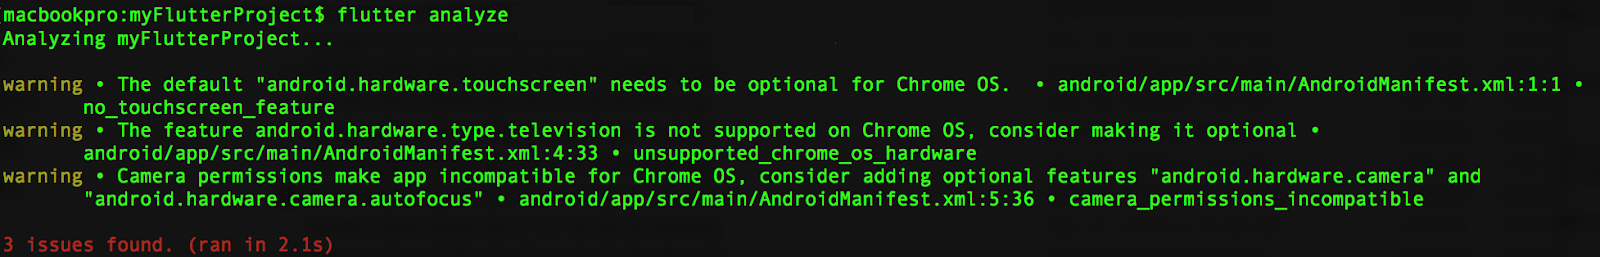 (macbookpro:myFlutterProject$ flutter analyze
Analyzing myFlutterProject...
warning • The default "android.hardware.touchscreen" needs to be optional for Chrome OS.  • android/app/src/main/AndroidManifest.xml:1:1 •
no_touchscreen_feature
warning • The feature android.hardware.type.television is not supported on Chrome OS, consider making it optional •
android/app/src/main/AndroidManifest.xml:4:33 • unsupported_chrome_os_hardware
warning • Camera permissions make app incompatible for Chrome OS, consider adding optional features "android.hardware.camera" and
"android.hardware.camera.autofocus" • android/app/src/main/AndroidManifest.xml:5:36 • camera_permissions_incompatible
3 issues found. (ran in 2.1s)